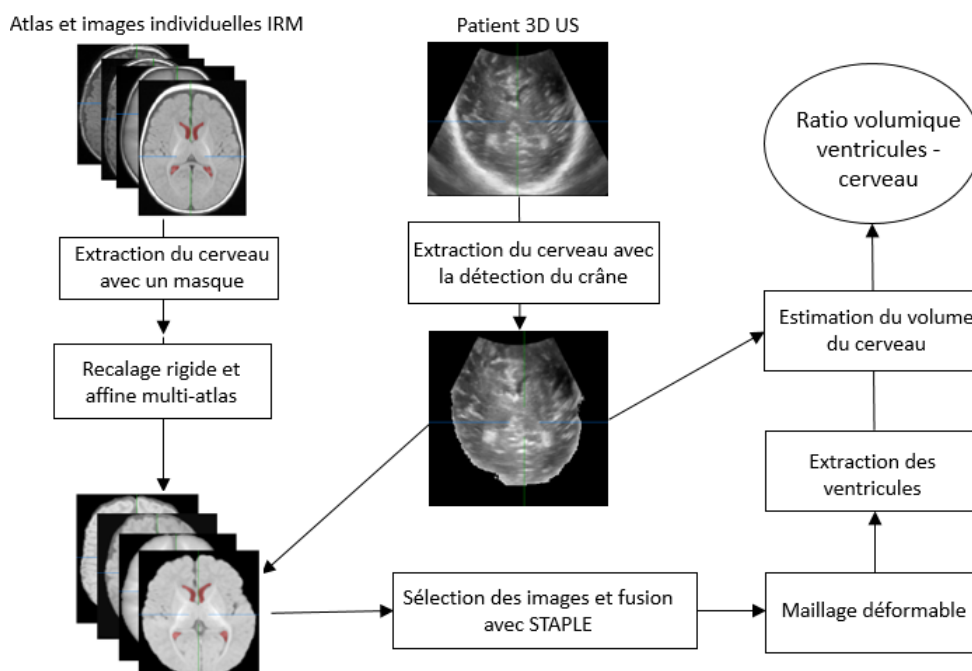 Atlas et images individuelles IRM
Patient 3D US
Ratio volumique
ventricules -
cerveau
Extraction du cerveau
avec un masque
Extraction du cerveau avec
la détection du crâne
Estimation du volume
du cerveau
Recalage rigide et
affine multi-atlas
Extraction des
ventricules
Sélection des images et fusion
avec STAPLE
Maillage déformable